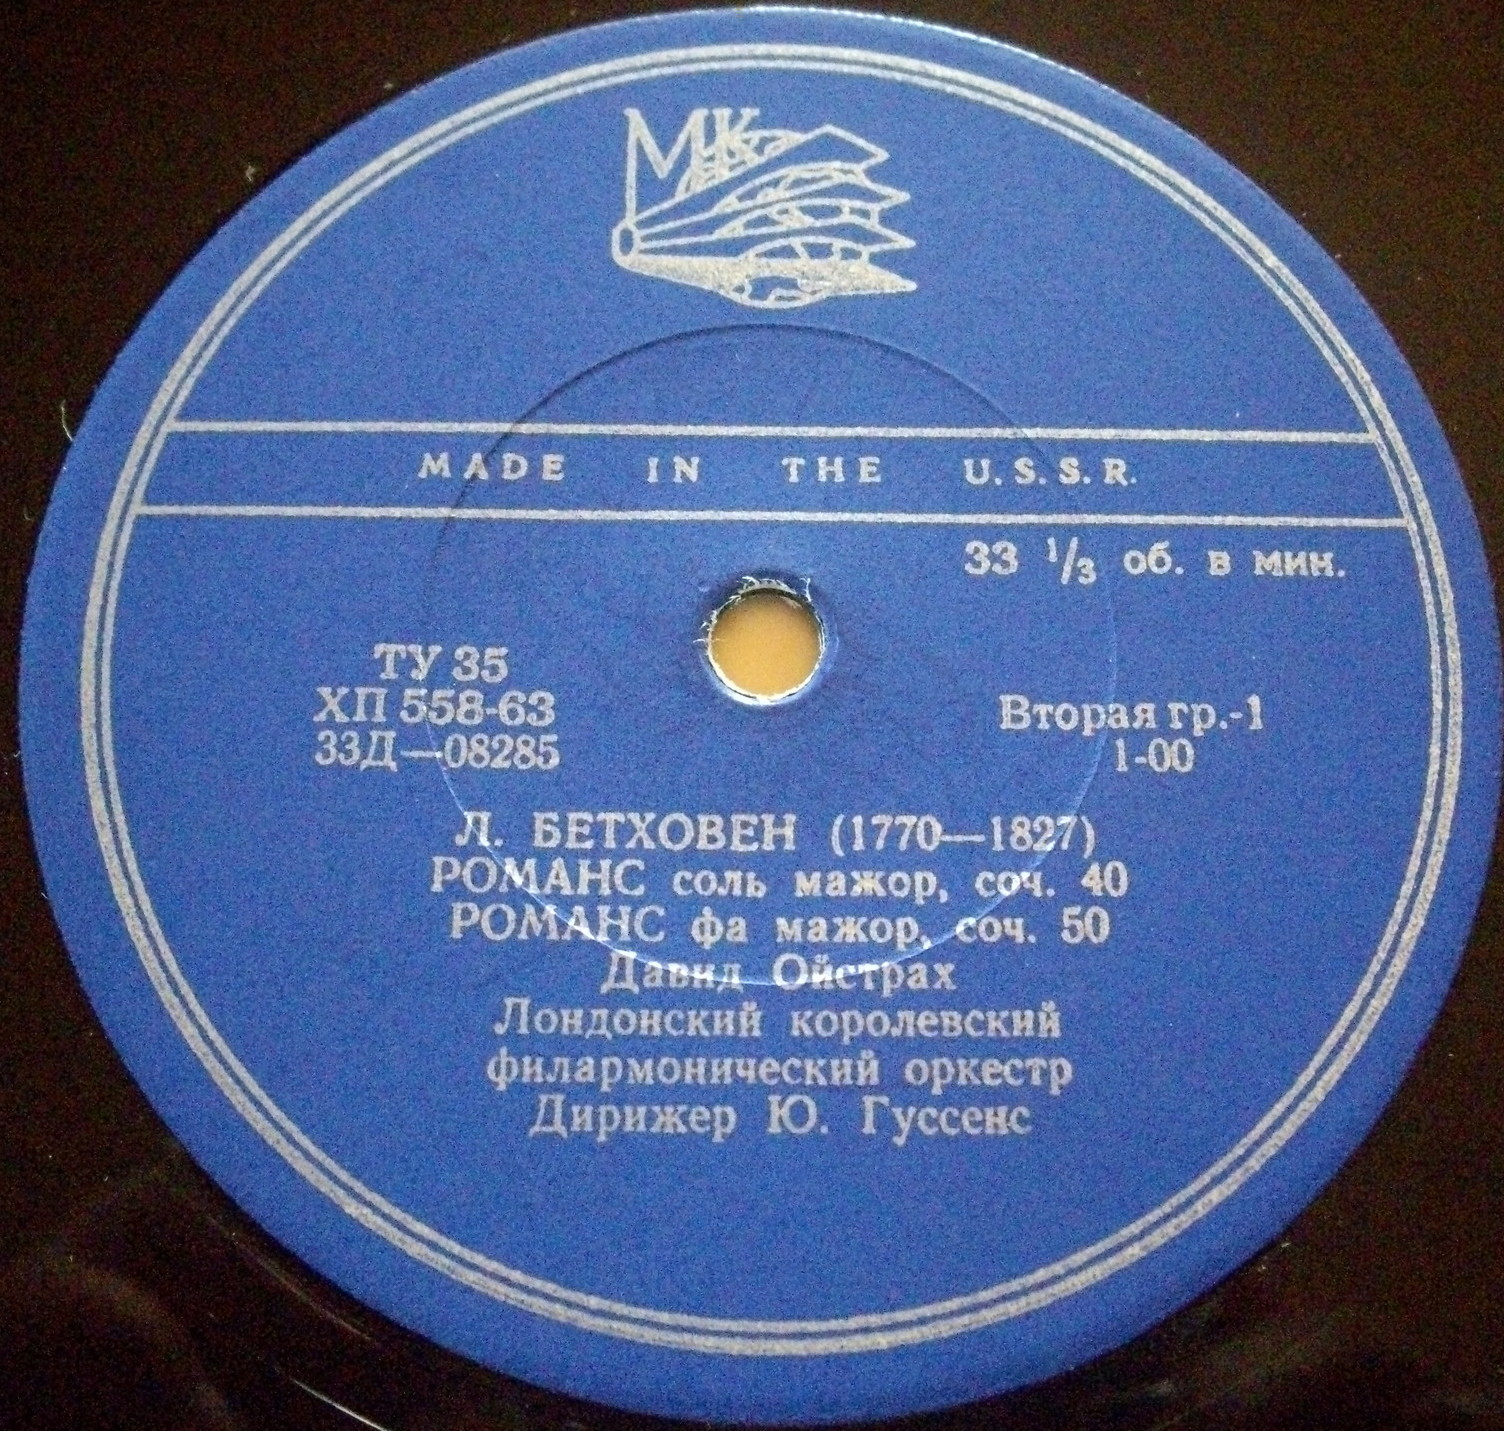 МК
MADE IN THE U.S.S.R.
33 1/3 об. в мин.
ТУ 35
ХП 558-63
33Д—08285
Вторая гр.-1
1-00
Л. БЕТХОВЕН (1770—1827)
РОМАНС соль мажор, соч. 40
РОМАНС фа мажор, соч. 50
Давид Ойстрах
Лондонский королевский
филармонический оркестр
Дирижер Ю. Гуссенс